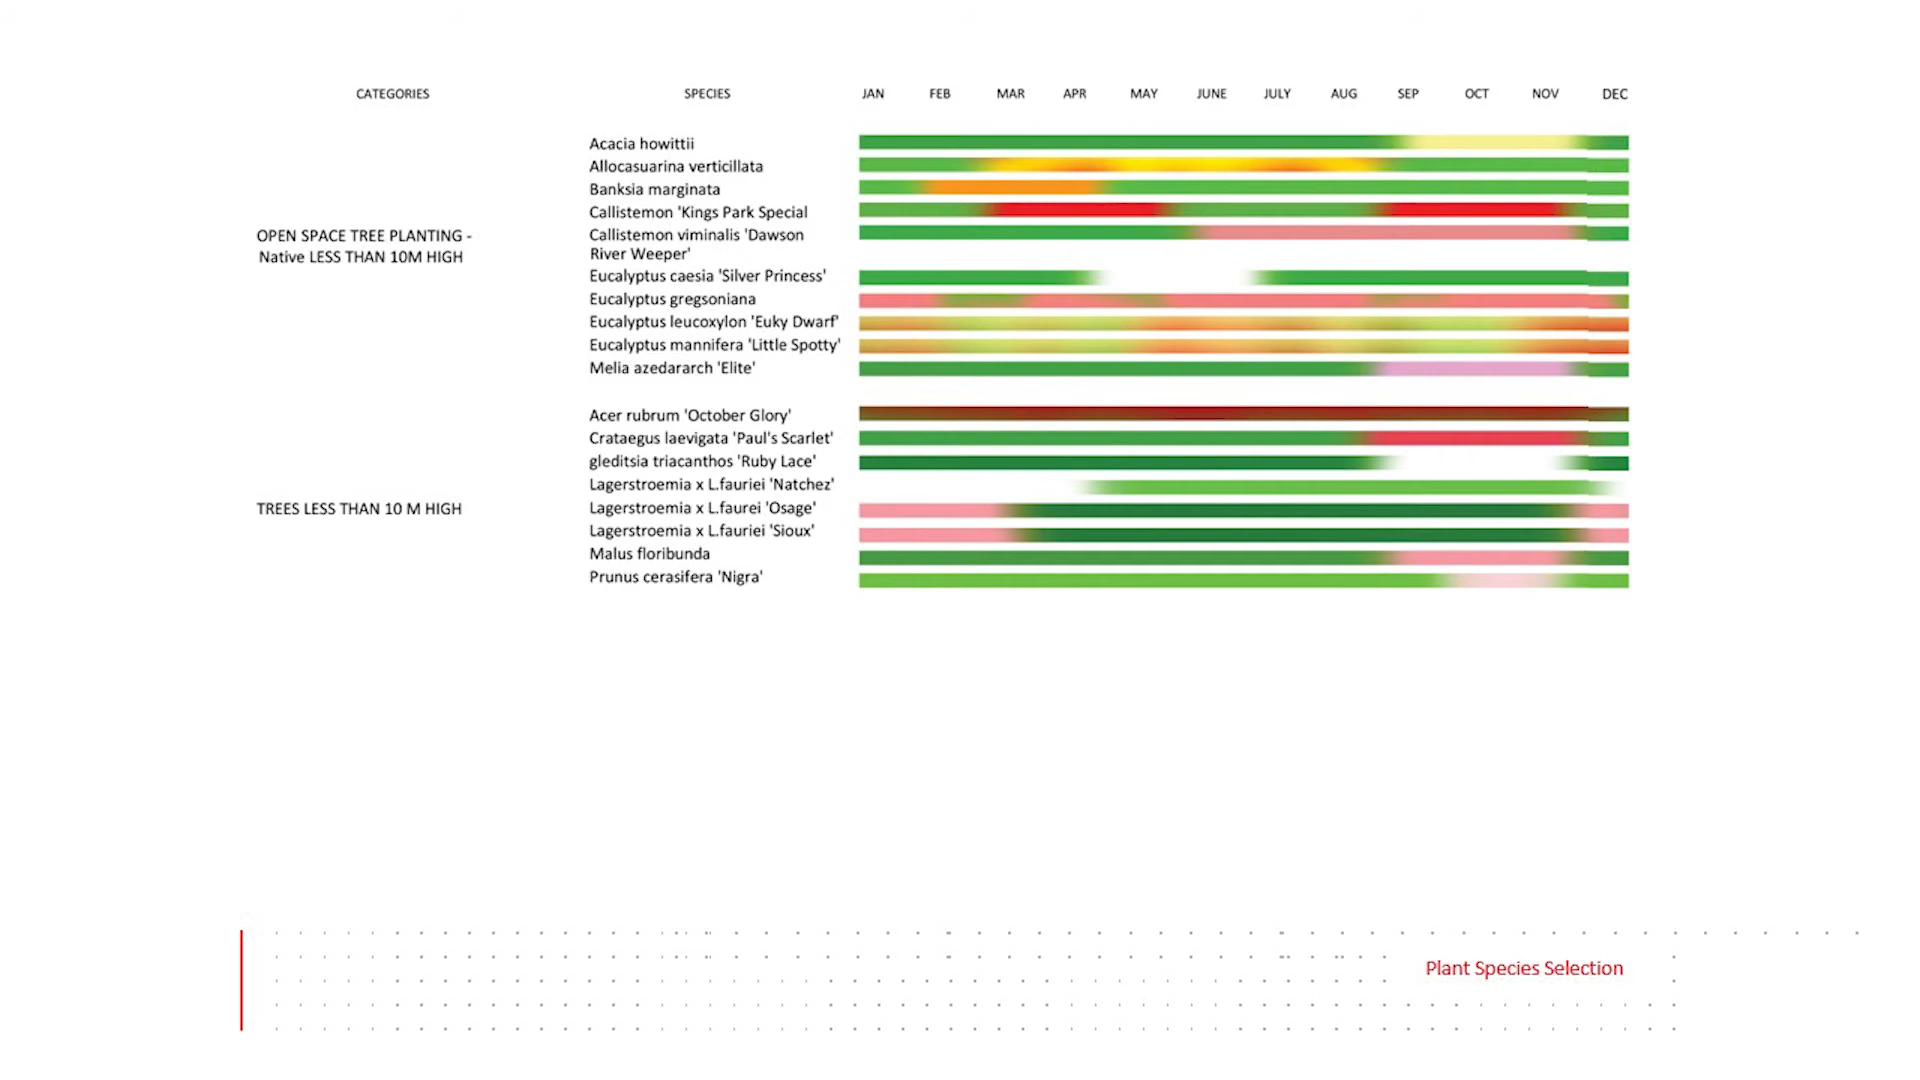 CATEGORIES SPECIES JAN FEB MAR APR MAY JUNE JULY AUG SEP OCT NOV DEC
OPEN SPACE TREE PLANTING -
Native LESS THAN 10M HIGH
Acacia howittii
Allocasuarina verticillata
Banksia marginata
Callistemon 'Kings Park Special
Callistemon viminalis 'Dawson
River Weeper'
Eucalyptus caesia 'Silver Princess'
Eucalyptus gregsoniana
Eucalyptus leucoxylon 'Euky Dwarf'
Eucalyptus mannifera 'Little Spotty'
Melia azedararch 'Elite'
TREES LESS THAN 10 M HIGH
Acer rubrum 'October Glory'
Crataegus laevigata 'Paul's Scarlet'
gleditsia triacanthos 'Ruby Lace'
Lagerstroemia x L.fauriei 'Natchez'
Lagerstroemia x L.faurei 'Osage'
Lagerstroemia x L.fauriei 'Sioux'
Malus floribunda
Prunus cerasifera 'Nigra'
Plant Species Selection